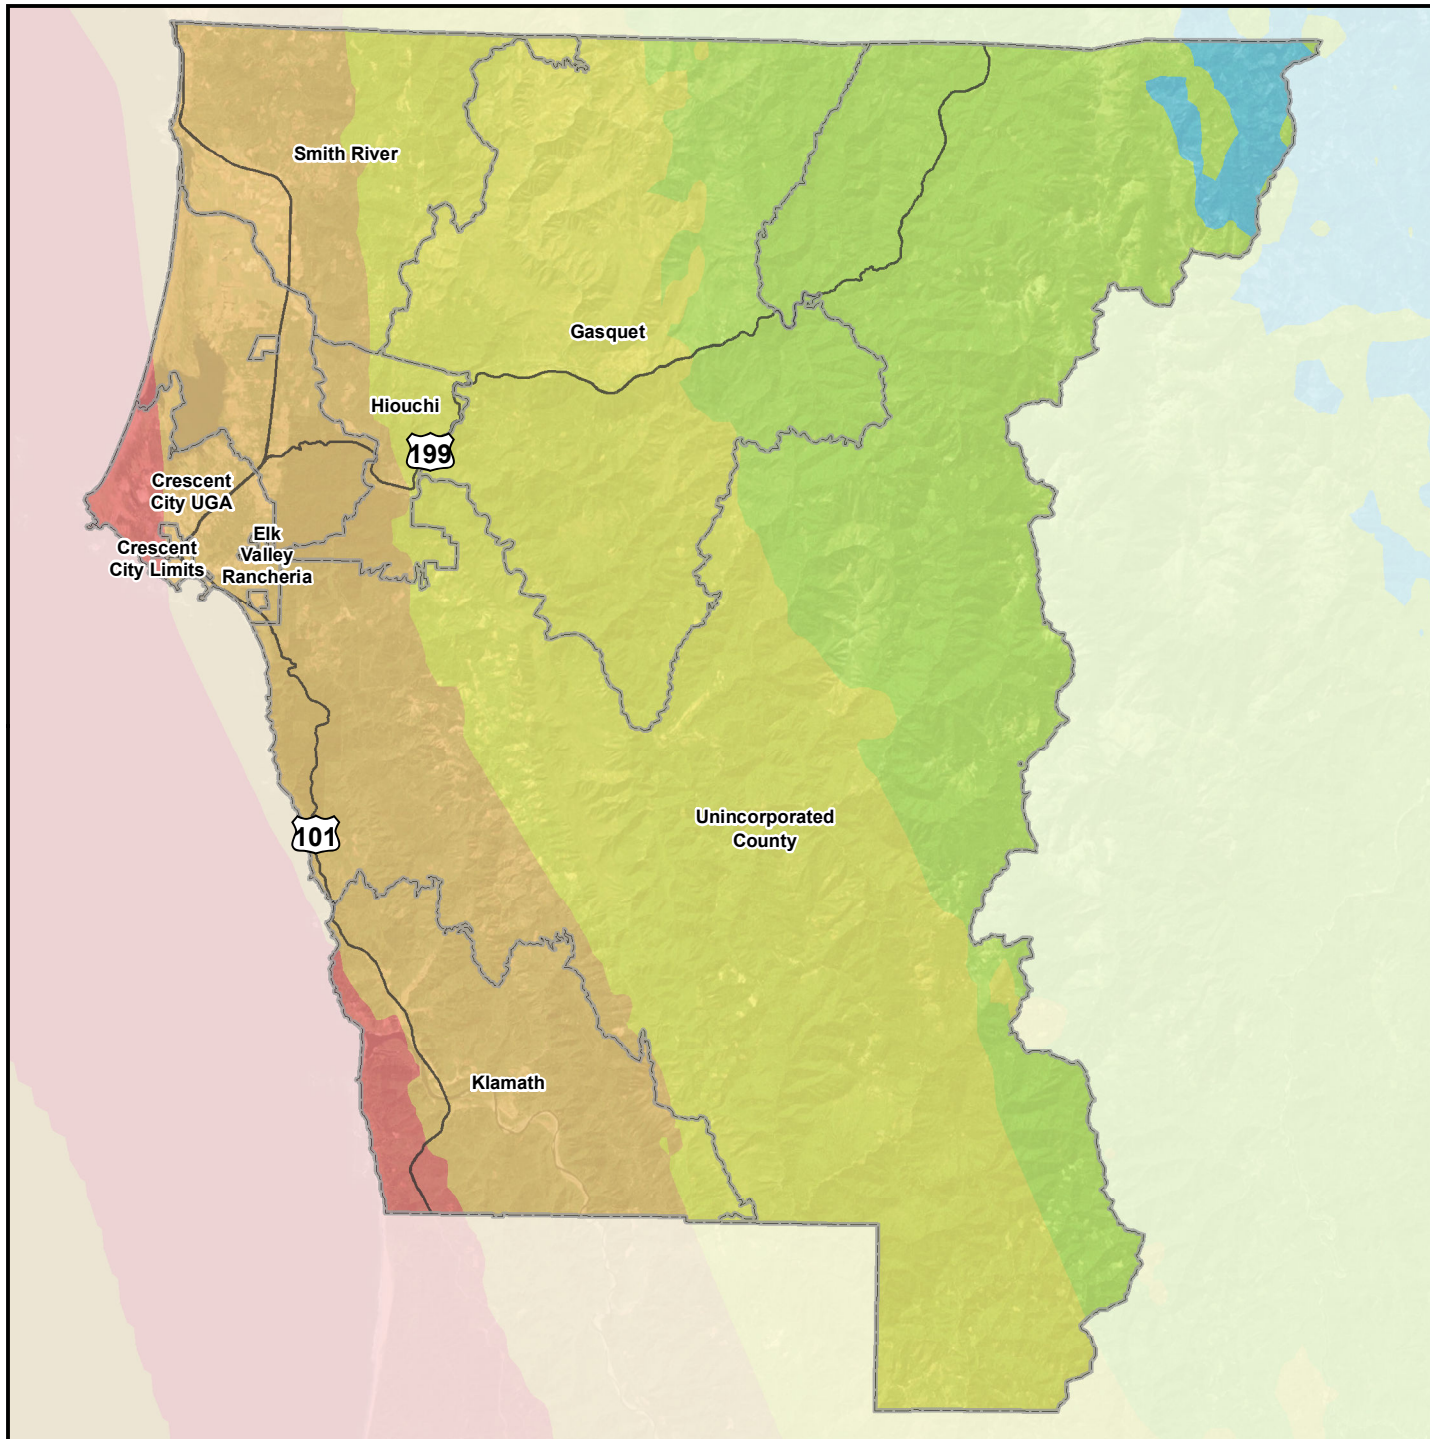 Smith River
Gasquet
Hiouchi
199
Crescent
City UGA
Elk
Valley
Rancheria
Crescent
City Limits
Unincorporated
County
101
Klamath